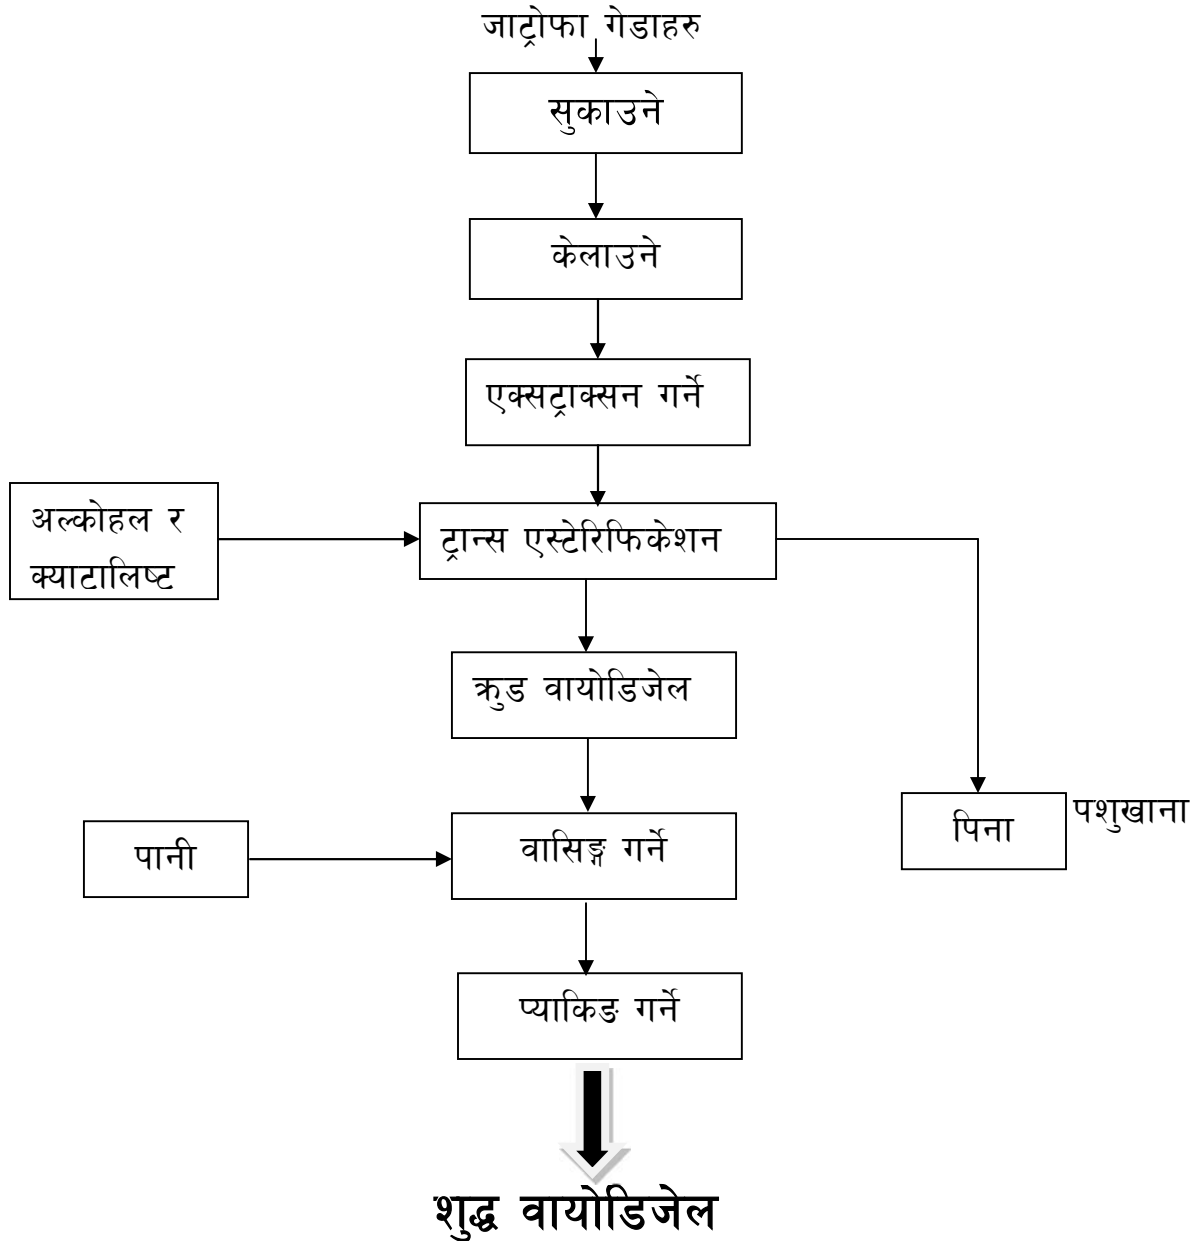 जाट्रोफा गेडाहरु
सुकाउने
केलाउने
एक्सट्राक्सन गर्ने
अल्कोहल र
क्याटालिष्ट
ट्रान्स एस्टेरिफिकेशन
क्रुड वायोडिजेल
पिना
पशुखाना
पानी
वासिङ्ग गर्ने
प्याकिङ गर्ने
शुद्ध वायोडिजेल